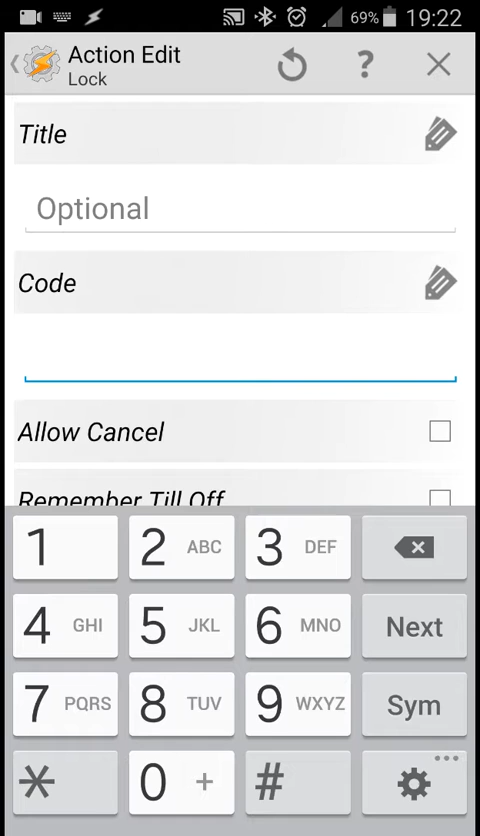 69% 19:22
Action Edit
Lock
?
Title
Optional
Code
Allow Cancel
Remember Till Off
1 2 ABC 3 DEF
4 GHI 5 JKL 6 MNO Next
7 PQRS 8 TUV 9 WXYZ Sym
* 0 + #